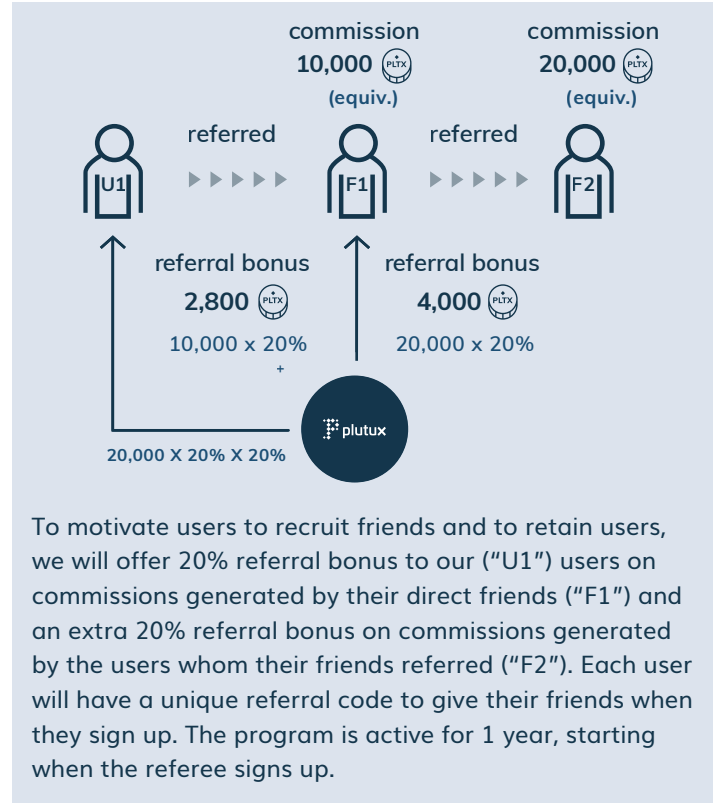 commission
10,000 PLTX
(equiv.)
commission
20,000 PLTX
(equiv.)
referred
referred
U1
F1
F2
referral bonus
2,800 PLTX
10,000 x 20%
+
20,000 X 20% X 20%
referral bonus
4,000 PLTX
20,000 x 20%
plutux
To motivate users to recruit friends and to retain users,
we will offer 20% referral bonus to our (“U1”) users on
commissions generated by their direct friends (“F1”) and
an extra 20% referral bonus on commissions generated
by the users whom their friends referred (“F2”). Each user
will have a unique referral code to give their friends when
they sign up. The program is active for 1 year, starting
when the referee signs up.